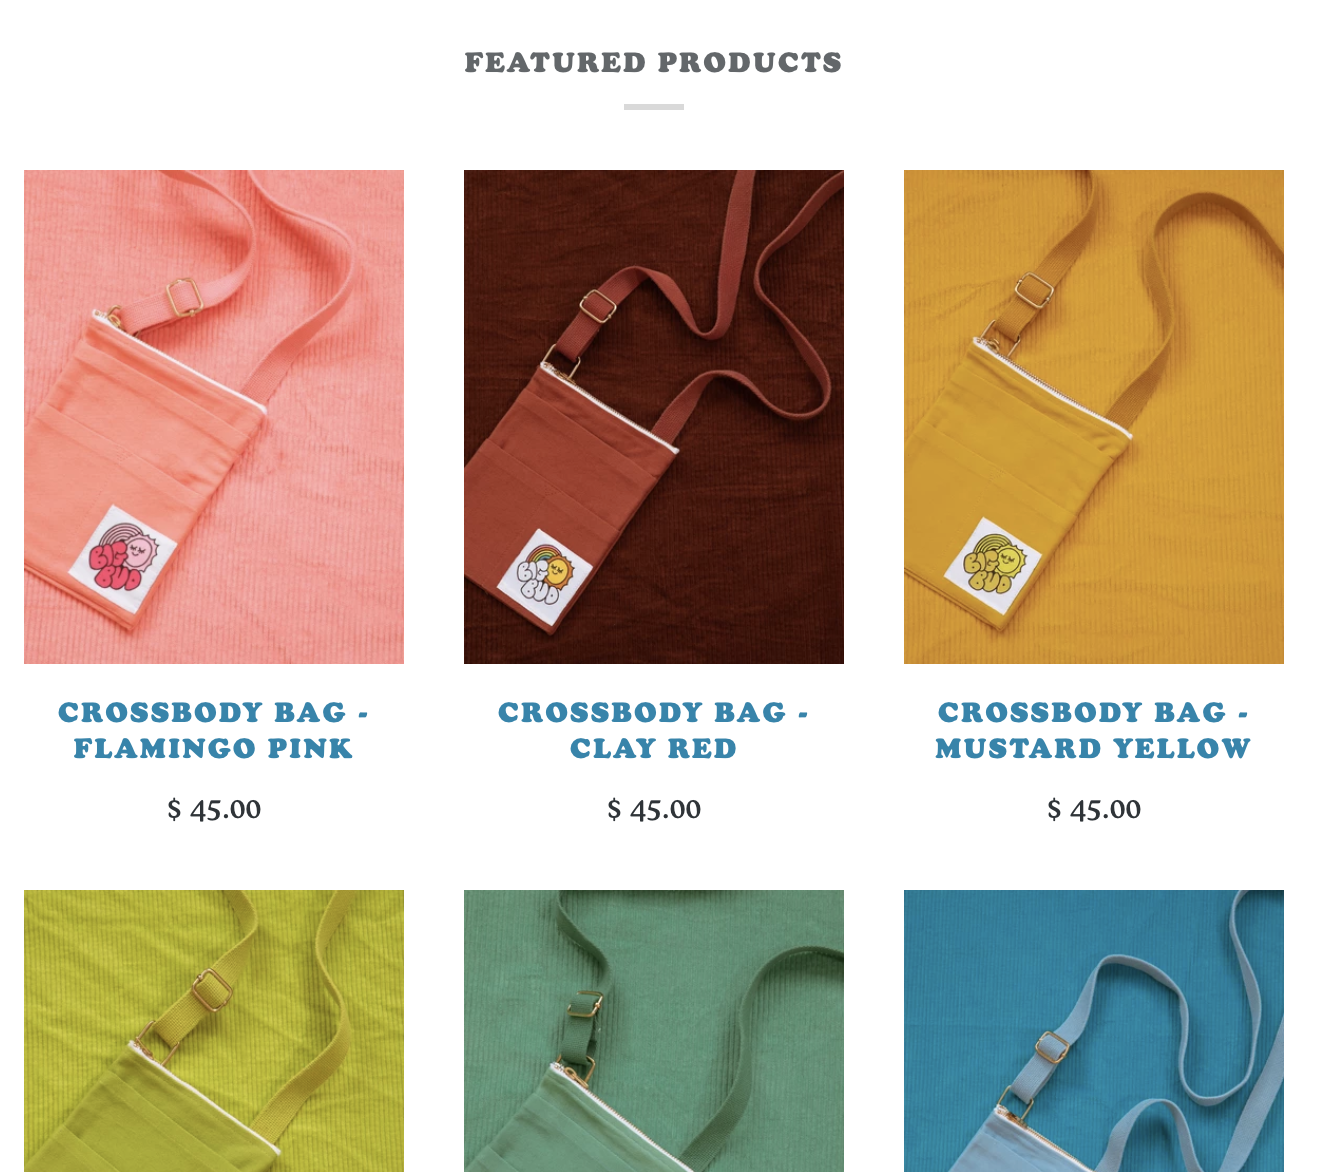 FEATURED PRODUCTS
BIG
BUD
BIG
BUD
BIG
BUD
CROSSBODY BAG -
FLAMINGO PINK
CROSSBODY BAG -
CLAY RED
CROSSBODY BAG -
MUSTARD YELLOW
$ 45.00
$ 45.00
$ 45.00